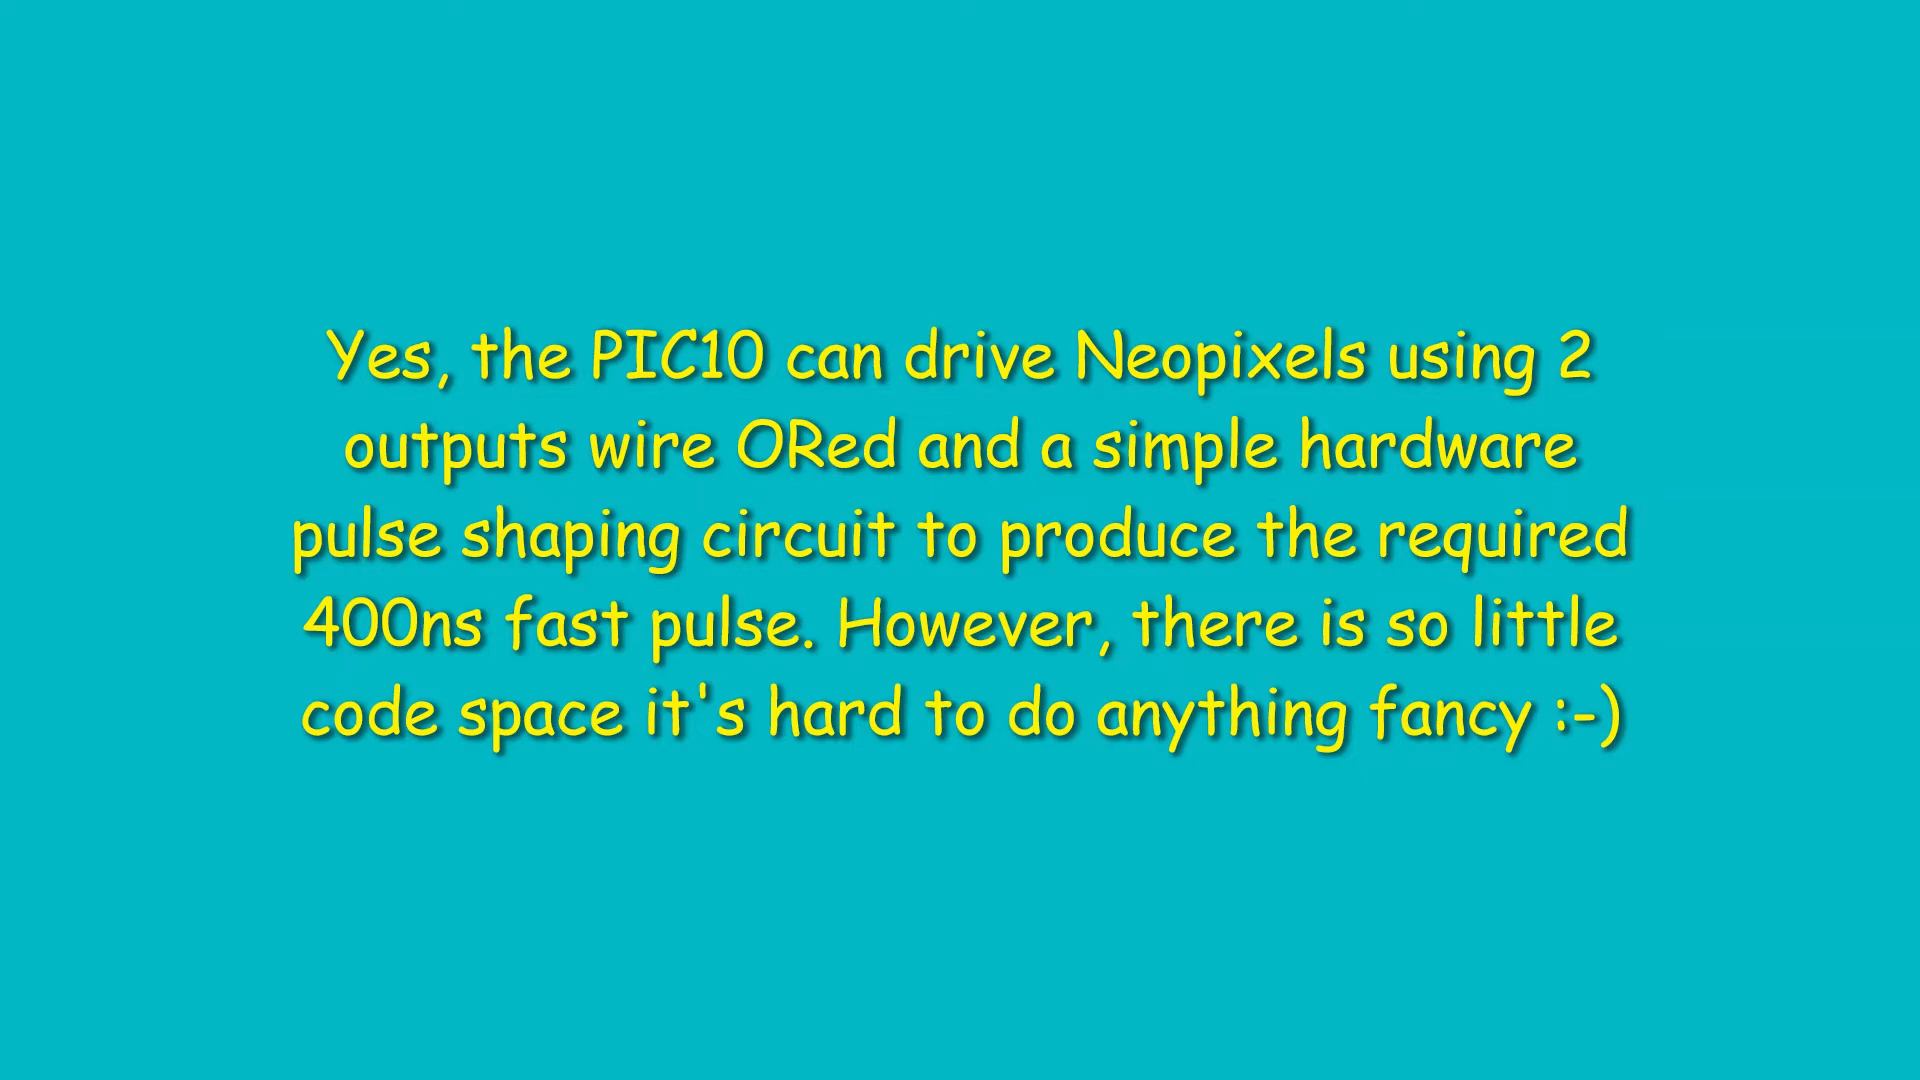 Yes, the PIC10 can drive Neopixels using 2
outputs wire ORed and a simple hardware
pulse shaping circuit to produce the required
400ns fast pulse. However, there is so little
code space it's hard to do anything fancy :-)